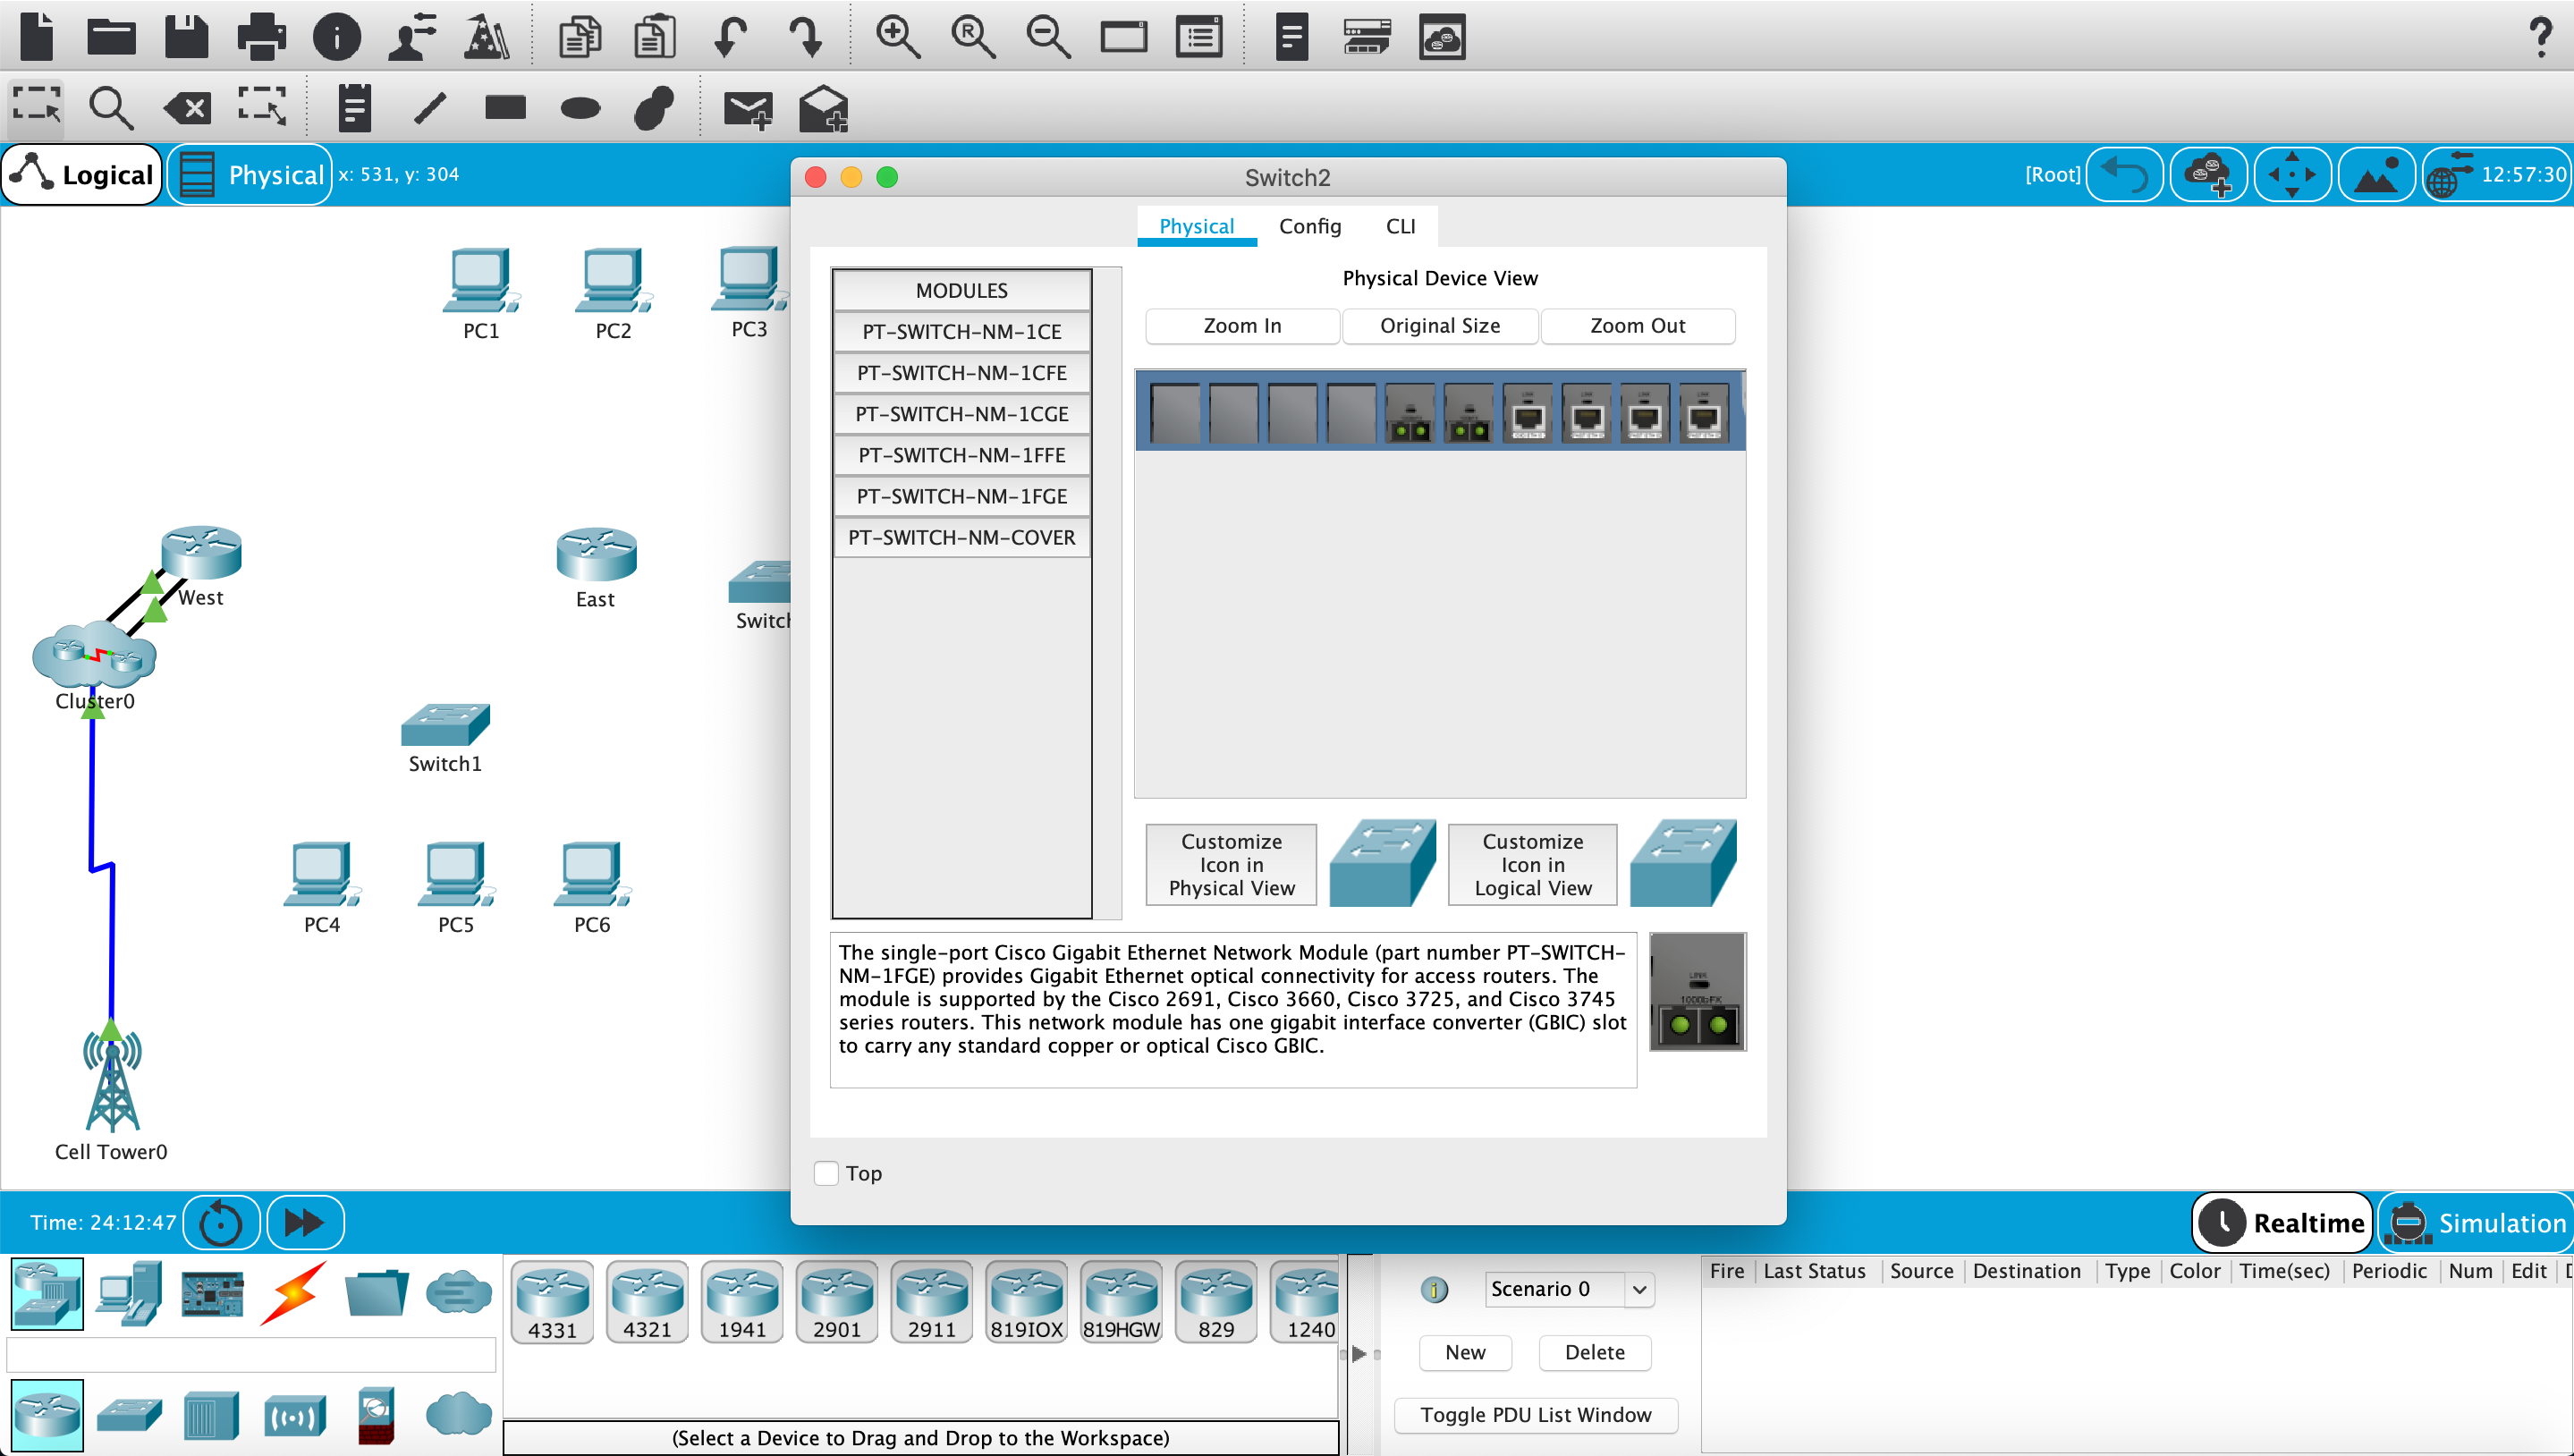 Logical
Physical
x: 531, y: 304
[Root]
12:57:30
Switch2
Physical
Config
CLI
MODULES
PT-SWITCH-NM-1CE
PT-SWITCH-NM-1CFE
PT-SWITCH-NM-1CGE
PT-SWITCH-NM-1FFE
PT-SWITCH-NM-1FGE
PT-SWITCH-NM-COVER
Physical Device View
Zoom In
Original Size
Zoom Out
Customize
Icon in
Physical View
Customize
Icon in
Logical View
The single-port Cisco Gigabit Ethernet Network Module (part number PT-SWITCH-
NM-1FGE) provides Gigabit Ethernet optical connectivity for access routers. The
module is supported by the Cisco 2691, Cisco 3660, Cisco 3725, and Cisco 3745
series routers. This network module has one gigabit interface converter (GBIC) slot
to carry any standard copper or optical Cisco GBIC.
LINK
1000bFX
Top
PC1
PC2
PC3
West
East
Switch
Cluster0
Switch1
PC4
PC5
PC6
Cell Tower0
Time: 24:12:47
Realtime
Simulation
4331
4321
1941
2901
2911
819IOX
819HGW
829
1240
(Select a Device to Drag and Drop to the Workspace)
Scenario 0
New
Delete
Toggle PDU List Window
Fire
Last Status
Source
Destination
Type
Color
Time(sec)
Periodic
Num
Edit